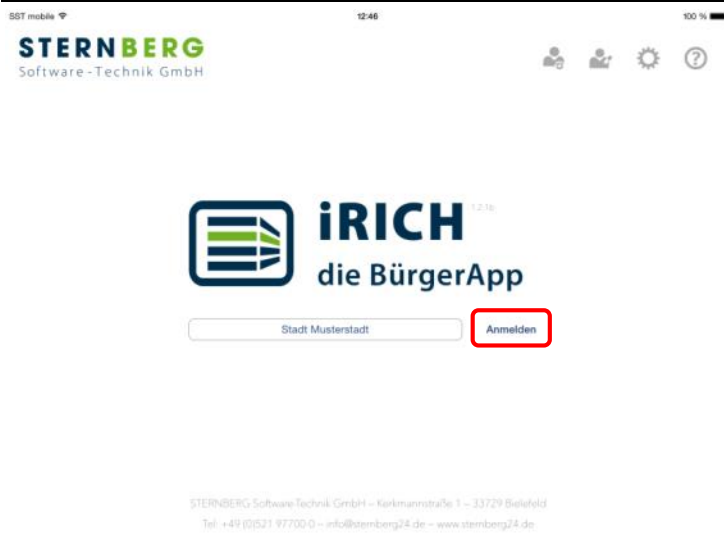 SST mobile 12:46 100 %
STERNBERG
Software-Technik GmbH
iRICH
1.2.1b
die BürgerApp
Stadt Musterstadt Anmelden
STERNBERG Software-Technik GmbH – Kerkmannstraße 1 – 33729 Bielefeld
Tel: +49 (0)521 97700 0 – info@sternberg24.de – www.sternberg24.de